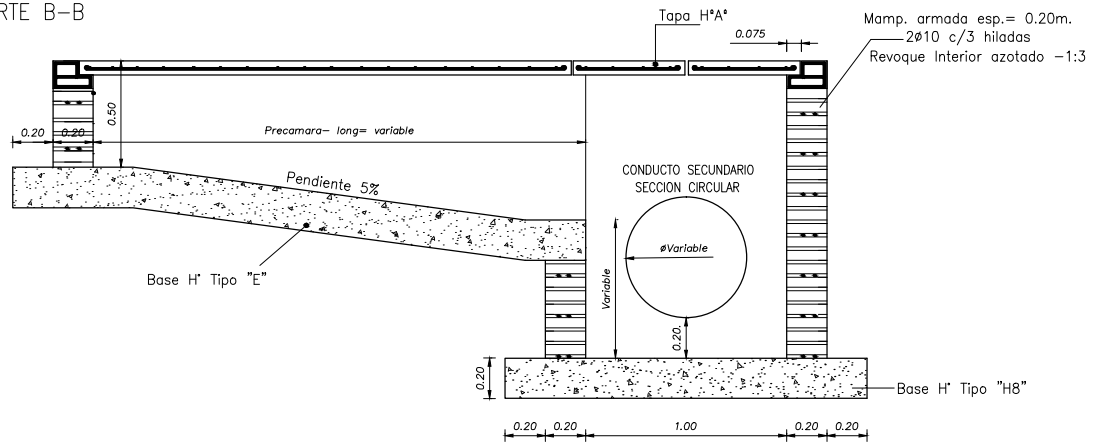 RTE B-B
Tapa H°A°
0.075
Mamp. armada esp.= 0.20m.
2ø10 c/3 hiladas
Revoque Interior azotado -1:3
0.50
0.20
0.20
Precamara- long= variable
Pendiente 5%
CONDUCTO SECUNDARIO
SECCION CIRCULAR
øVariable
Variable
Base H° Tipo "E"
0.20.
0.20
Base H° Tipo "H8"
0.20
0.20
1.00
0.20
0.20